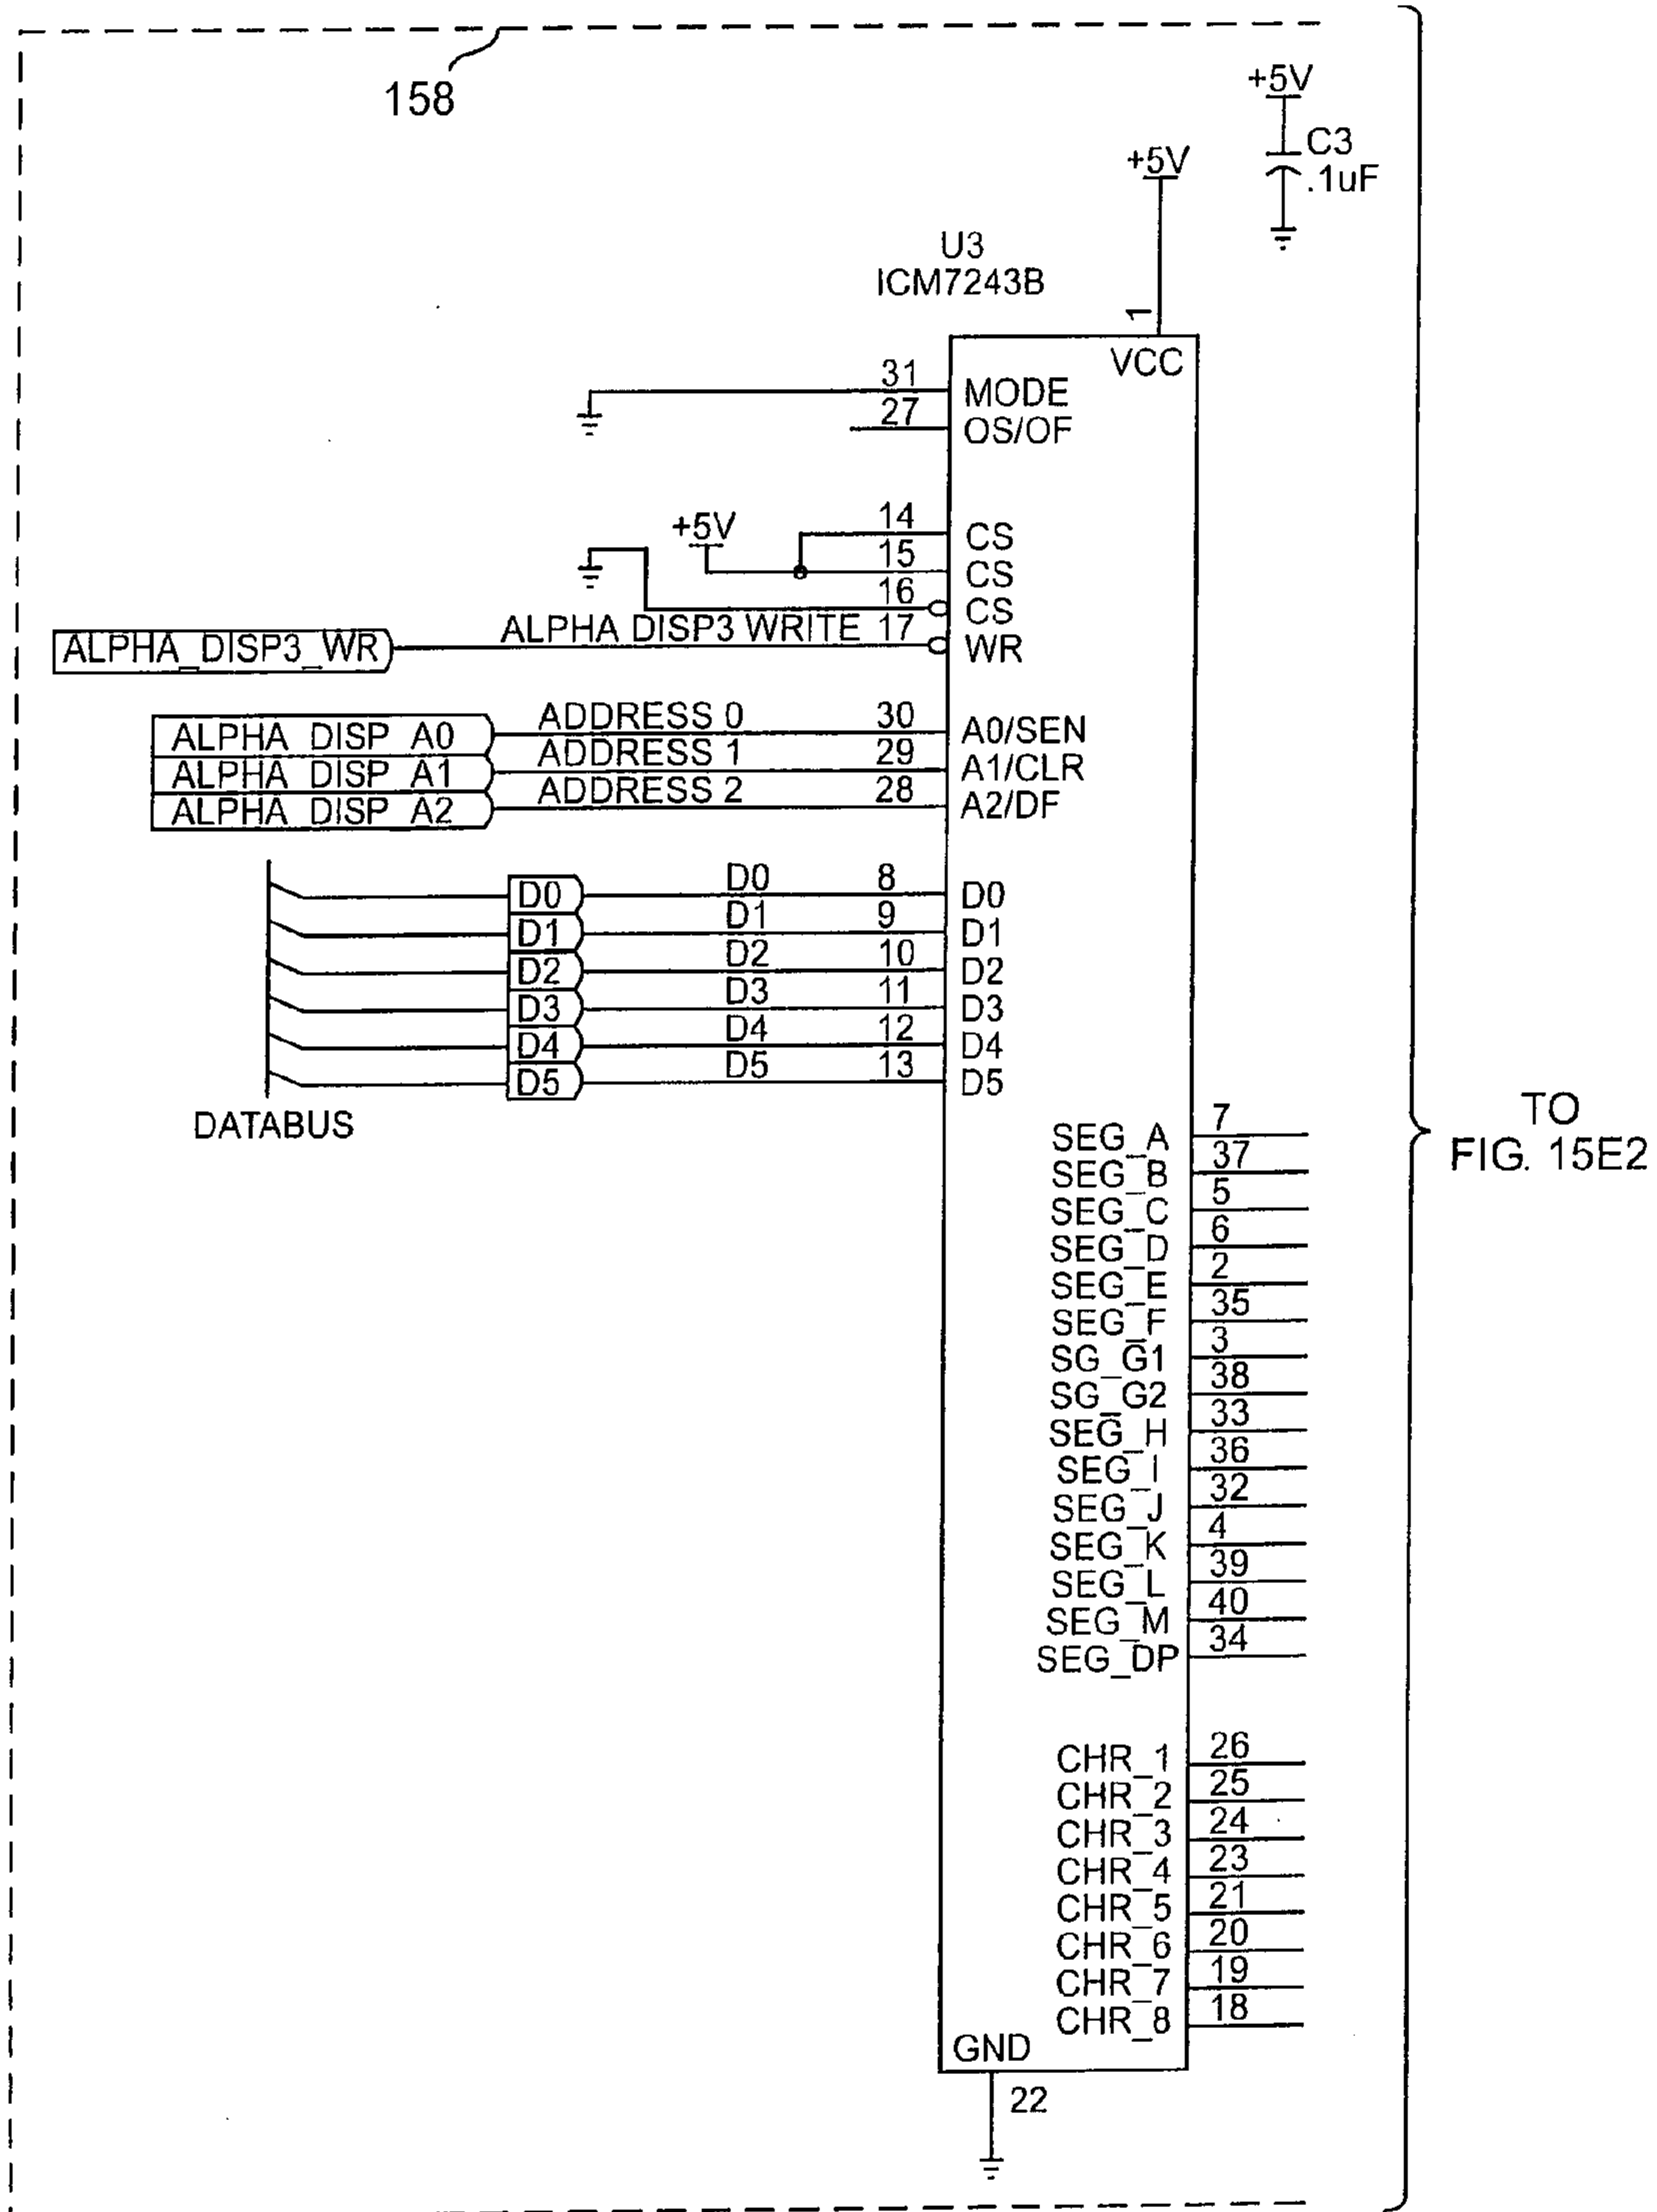 158
+5V
C3
.1uF
+5V
U3
ICM7243B
1
VCC
31 MODE
27 OS/OF
+5V
14 CS
15 CS
16 CS
ALPHA_DISP3_WR ALPHA DISP3 WRITE 17 WR
ALPHA_DISP_A0 ADDRESS 0 30 A0/SEN
ALPHA_DISP_A1 ADDRESS 1 29 A1/CLR
ALPHA_DISP_A2 ADDRESS 2 28 A2/DF
D0 D0 8 D0
D1 D1 9 D1
D2 D2 10 D2
D3 D3 11 D3
D4 D4 12 D4
D5 D5 13 D5
DATABUS
TO
FIG. 15E2
SEG_A 7
SEG_B 37
SEG_C 5
SEG_D 6
SEG_E 2
SEG_F 35
SG_G1 3
SG_G2 38
SEG_H 33
SEG_I 36
SEG_J 32
SEG_K 4
SEG_L 39
SEG_M 40
SEG_DP 34
CHR_1 26
CHR_2 25
CHR_3 24
CHR_4 23
CHR_5 21
CHR_6 20
CHR_7 19
CHR_8 18
GND
22